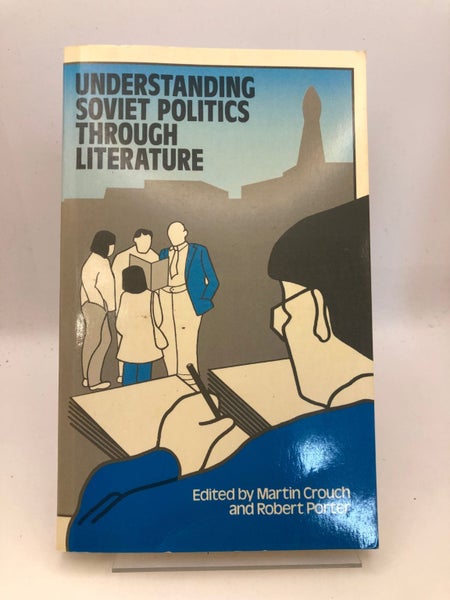 UNDERSTANDING
SOVIET POLITICS
THROUGH
LITERATURE
Edited by Martin Crouch
and Robert Porter